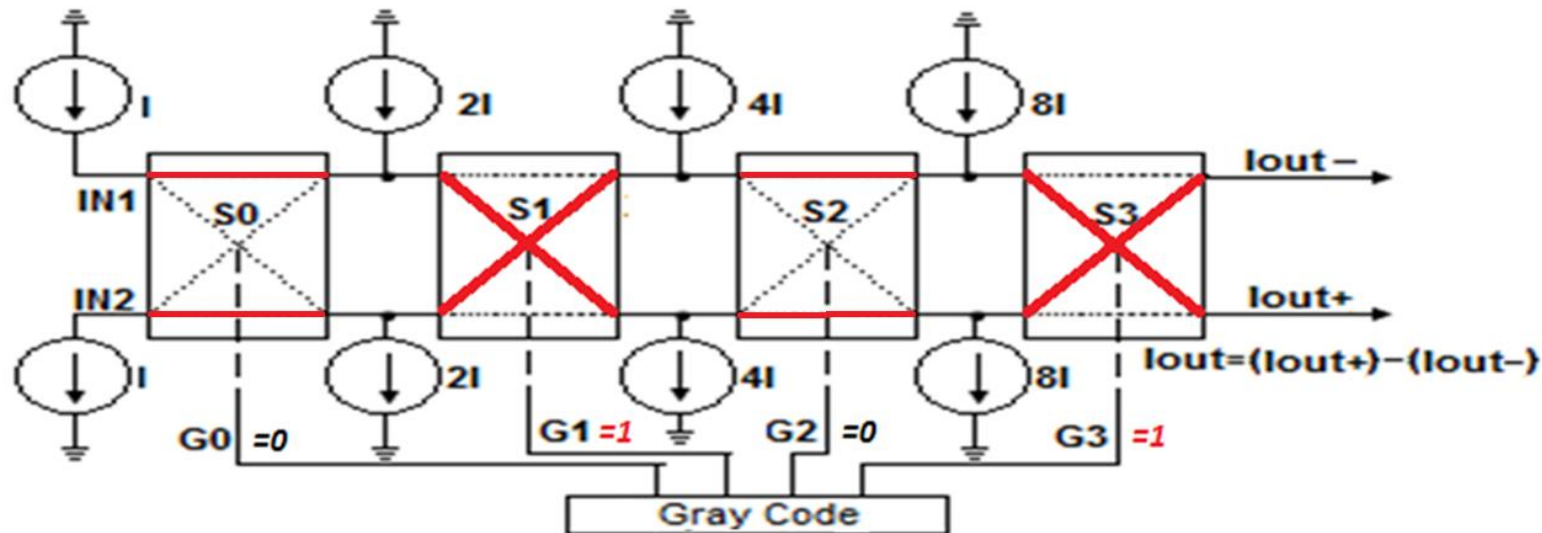 I 2I 4I 8I
Iout−
IN1 S0 S1 S2 S3
IN2 Iout+
Iout=(Iout+)−(Iout−)
I 2I 4I 8I
G0 =0 G1 =1 G2 =0 G3 =1
Gray Code